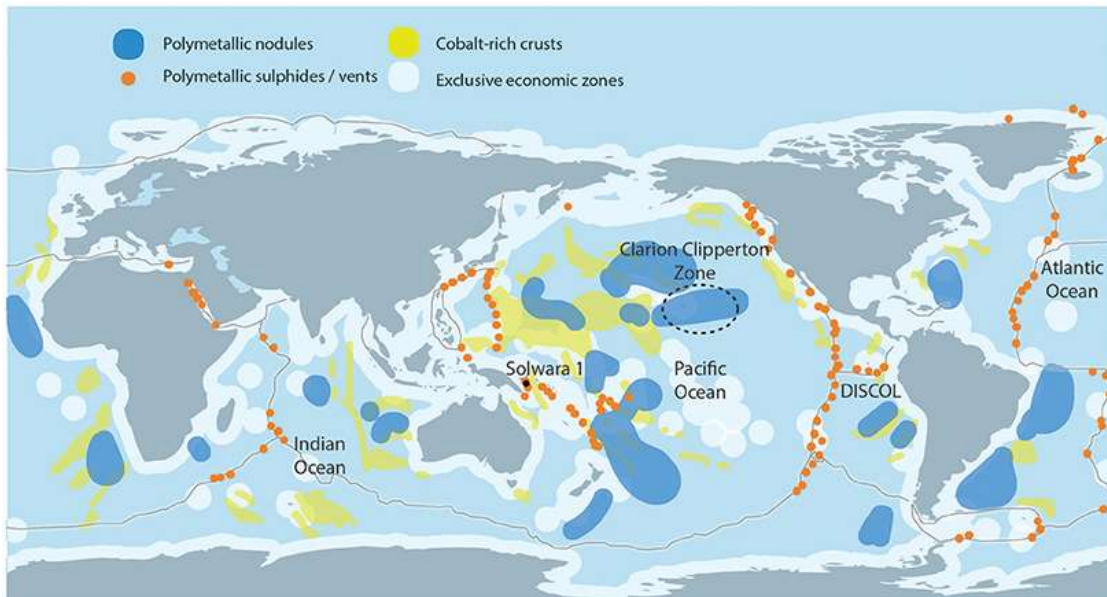 Polymetallic nodules
Cobalt-rich crusts
Polymetallic sulphides / vents
Exclusive economic zones
Clarion Clipperton
Zone
Atlantic
Ocean
Solwara 1
Pacific
Ocean
DISCOL
Indian
Ocean